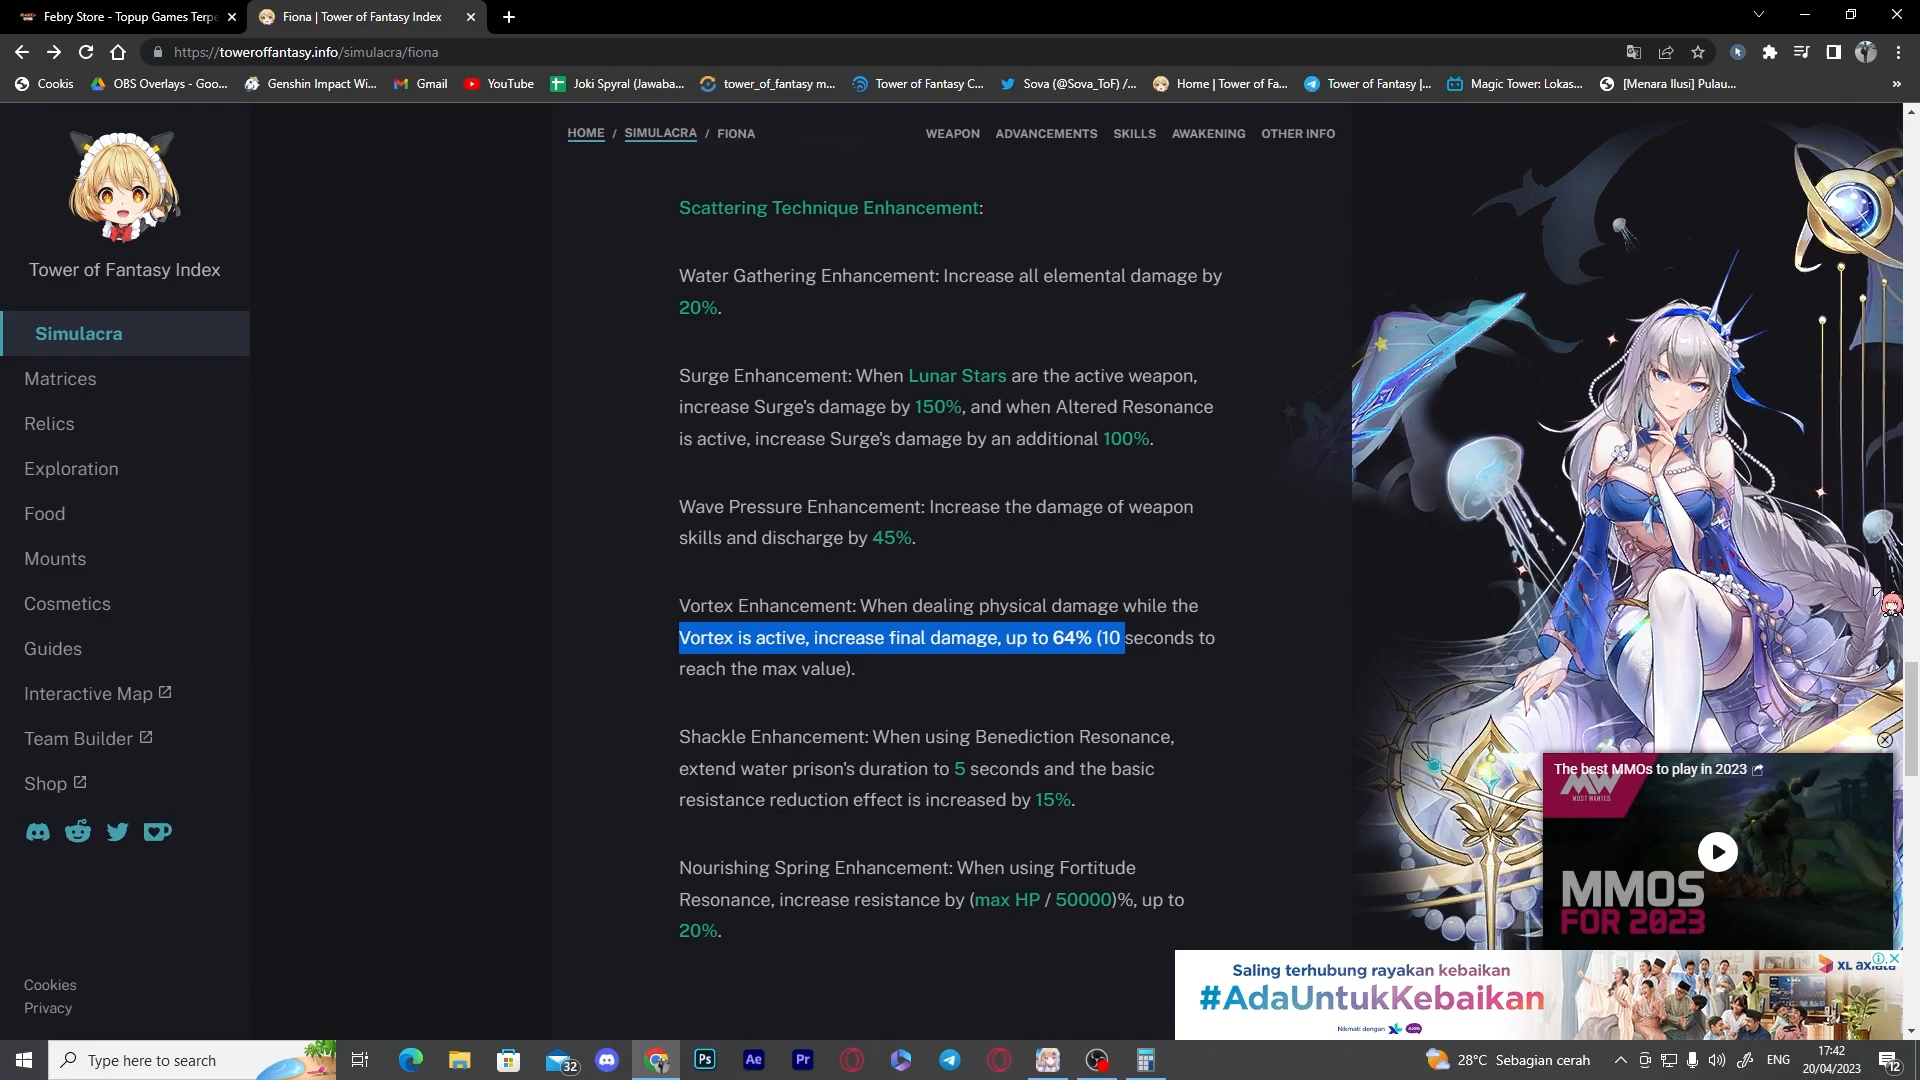 Febry Store - Topup Games Terpe
Fiona | Tower of Fantasy Index
https://toweroffantasy.info/simulacra/fiona
Cookis
OBS Overlays - Goo...
Genshin Impact Wi...
Gmail
YouTube
Joki Spyral (Jawaba...
tower_of_fantasy m...
Tower of Fantasy C...
Sova (@Sova_ToF) /...
Home | Tower of Fa...
Tower of Fantasy |...
Magic Tower: Lokas...
[Menara Ilusi] Pulau...
»
Tower of Fantasy Index
Simulacra
Matrices
Relics
Exploration
Food
Mounts
Cosmetics
Guides
Interactive Map
Team Builder
Shop
Cookies
Privacy
HOME / SIMULACRA / FIONA
WEAPON ADVANCEMENTS SKILLS AWAKENING OTHER INFO
Scattering Technique Enhancement:
Water Gathering Enhancement: Increase all elemental damage by
20%.
Surge Enhancement: When Lunar Stars are the active weapon,
increase Surge's damage by 150%, and when Altered Resonance
is active, increase Surge's damage by an additional 100%.
Wave Pressure Enhancement: Increase the damage of weapon
skills and discharge by 45%.
Vortex Enhancement: When dealing physical damage while the
Vortex is active, increase final damage, up to 64% (10 seconds to
reach the max value).
Shackle Enhancement: When using Benediction Resonance,
extend water prison's duration to 5 seconds and the basic
resistance reduction effect is increased by 15%.
Nourishing Spring Enhancement: When using Fortitude
Resonance, increase resistance by (max HP / 50000)%, up to
20%.
The best MMOs to play in 2023
MW
MOST WANTED
MMOS
FOR 2023
Saling terhubung rayakan kebaikan
#AdaUntukKebaikan
Nikmati dengan
AXIS
XL axiata
Type here to search
32
Ps
Ae
Pr
28°C Sebagian cerah
ENG
17:42
20/04/2023
12